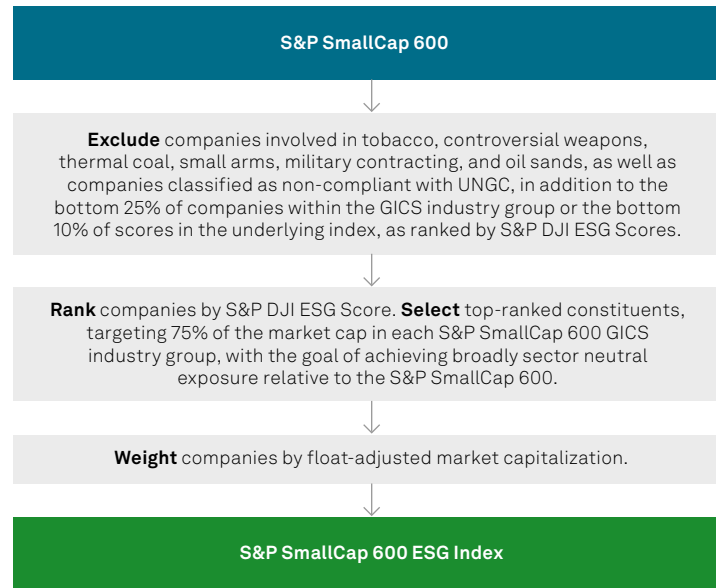 S&P SmallCap 600
Exclude companies involved in tobacco, controversial weapons,
thermal coal, small arms, military contracting, and oil sands, as well as
companies classified as non-compliant with UNGC, in addition to the
bottom 25% of companies within the GICS industry group or the bottom
10% of scores in the underlying index, as ranked by S&P DJI ESG Scores.
Rank companies by S&P DJI ESG Score. Select top-ranked constituents,
targeting 75% of the market cap in each S&P SmallCap 600 GICS
industry group, with the goal of achieving broadly sector neutral
exposure relative to the S&P SmallCap 600.
Weight companies by float-adjusted market capitalization.
S&P SmallCap 600 ESG Index